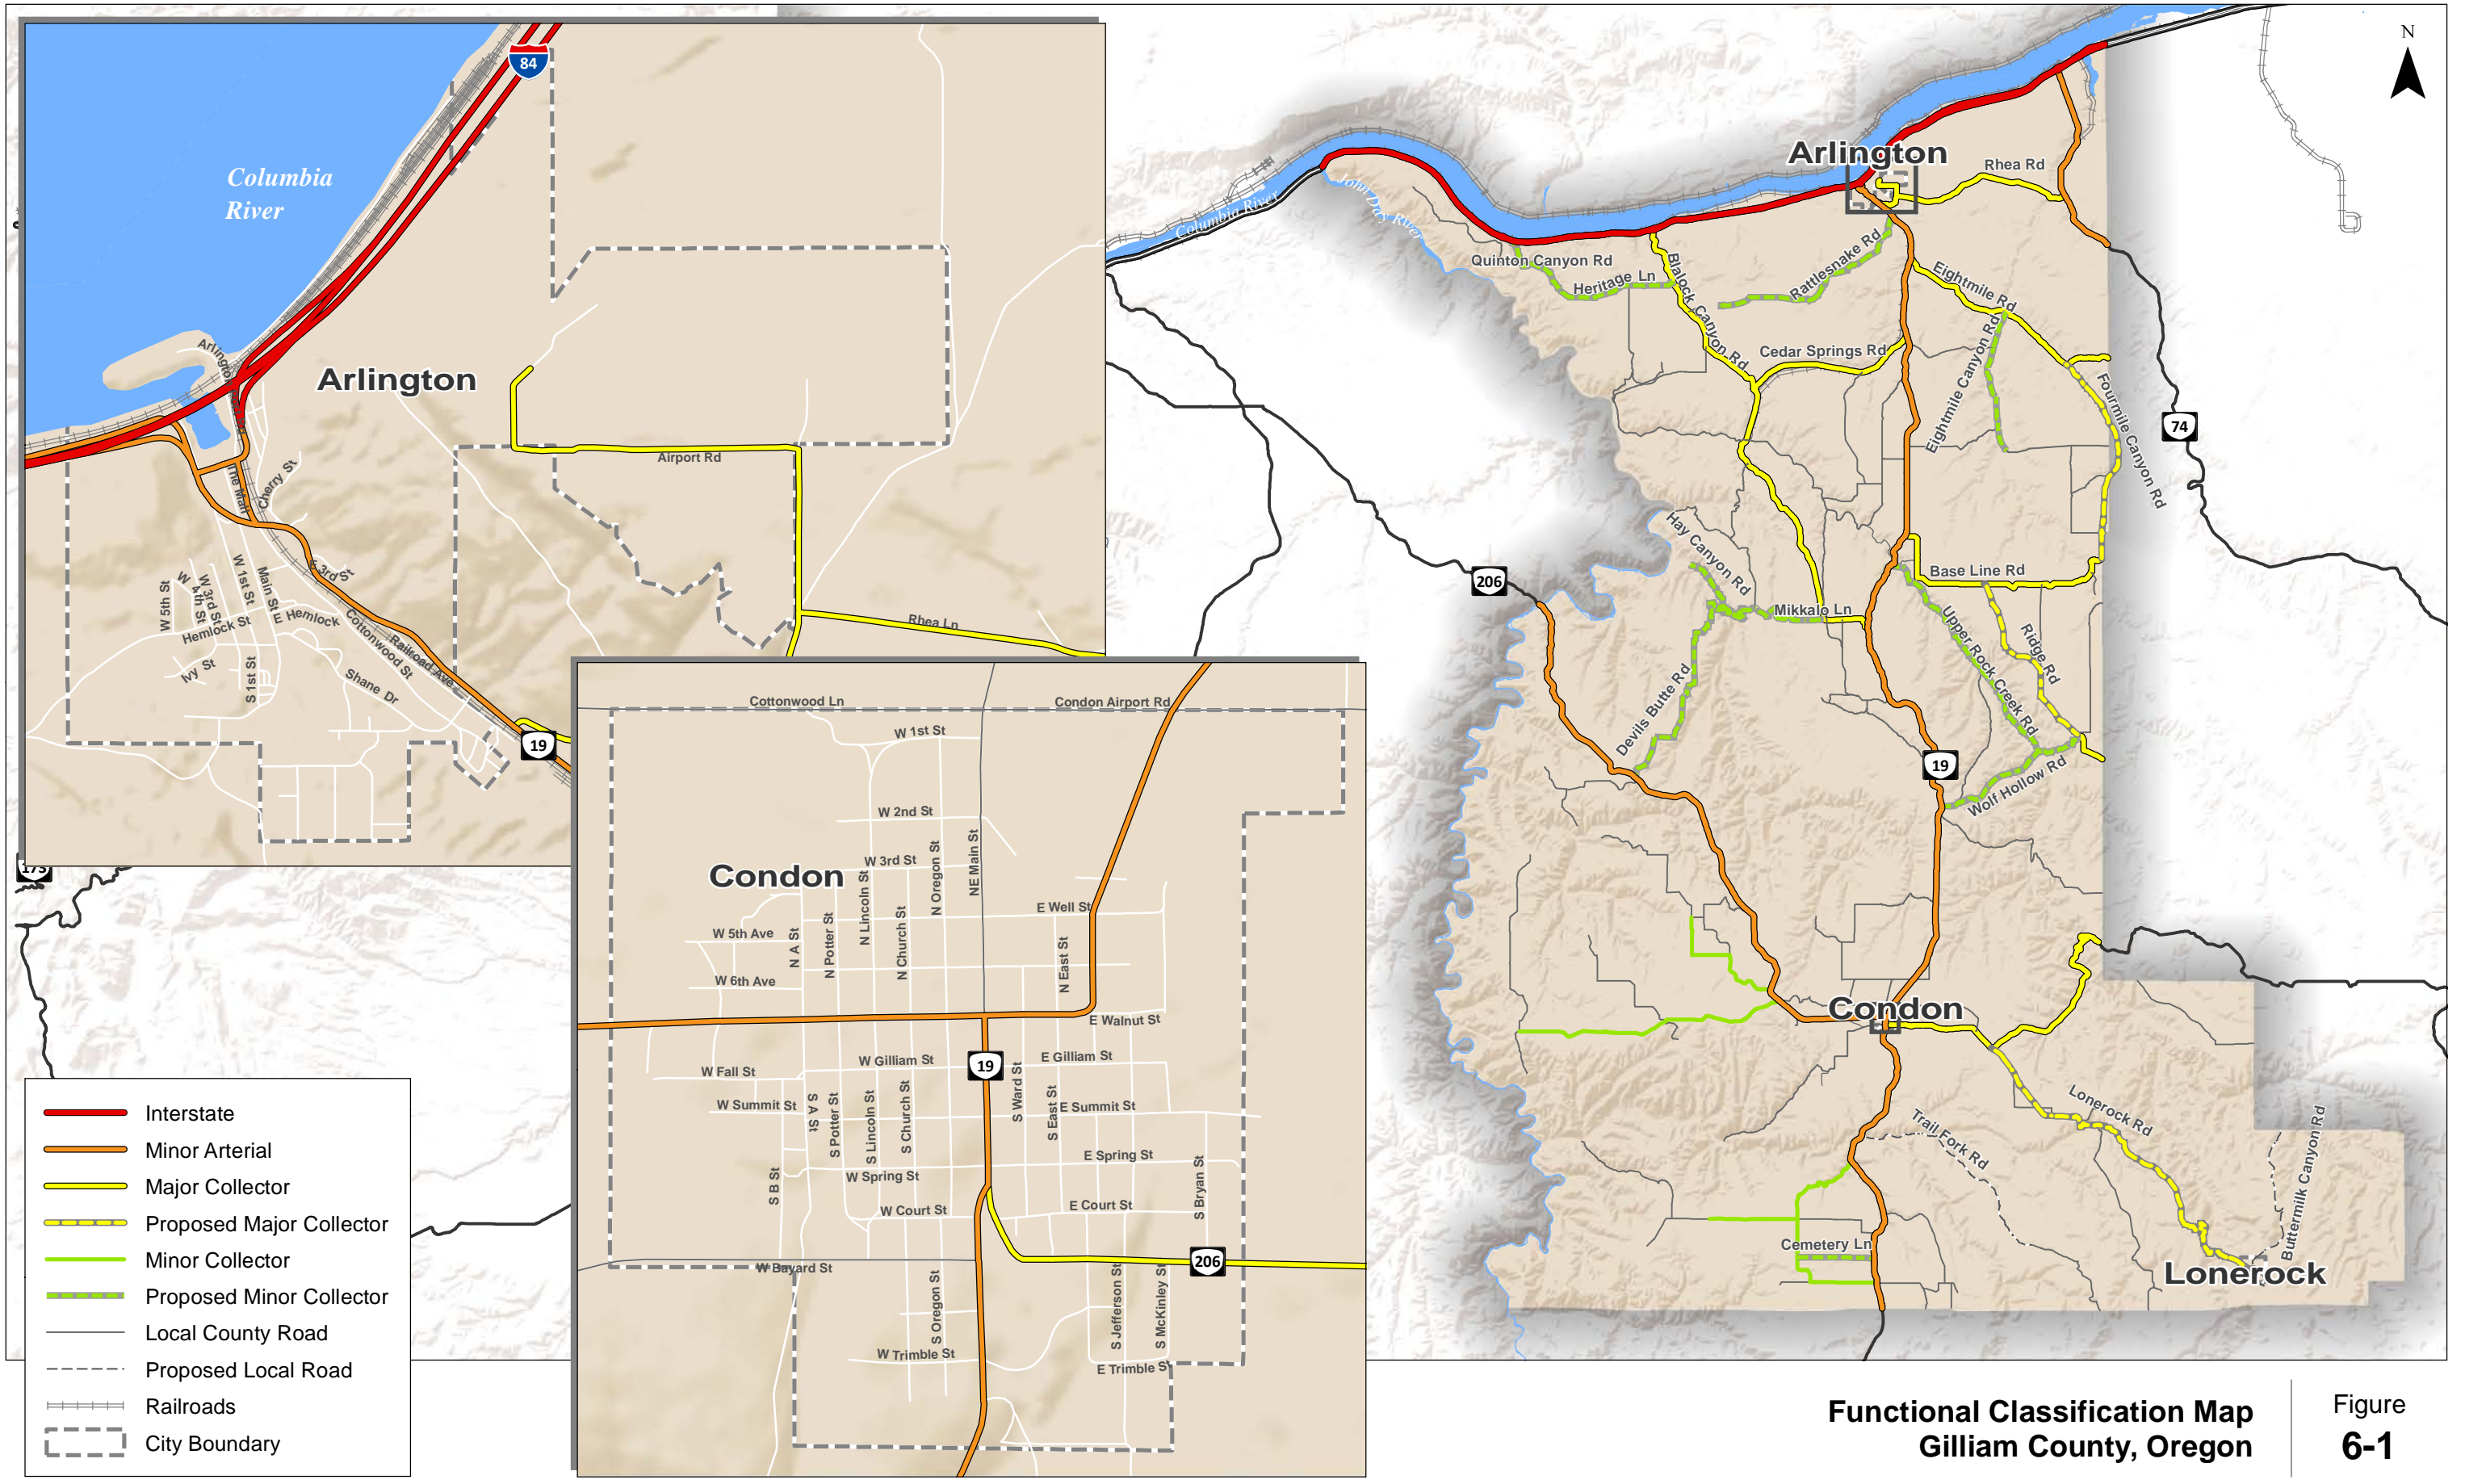 84
Columbia
River
Arlington
Arlington
Airport Rd
The Mall
Cherry St
E 3rd St
W 5th St
W 4th St
W 3rd St
W 1st St
Main St
E Hemlock
Hemlock St
Ivy St
S 1st St
Cottonwood St
Railroad Ave
Shane Dr
Rhea Ln
19
Cottonwood Ln
Condon Airport Rd
W 1st St
W 2nd St
W 3rd St
Condon
N Lincoln St
N Oregon St
NE Main St
N Church St
N Potter St
N A St
W 5th Ave
W 6th Ave
E Well St
N East St
E Walnut St
W Gilliam St
19
E Gilliam St
W Fall St
W Summit St
S A St
S Potter St
S Lincoln St
S Church St
S Ward St
S East St
E Summit St
E Spring St
W Spring St
S B St
W Court St
E Court St
S Bryan St
206
W Bayard St
S Oregon St
S Jefferson St
S McKinley St
W Trimble St
E Trimble St
N
Arlington
Rhea Rd
Columbia River
John Day River
Quinton Canyon Rd
Heritage Ln
Blalock Canyon Rd
Rattlesnake Rd
Eightmile Rd
Cedar Springs Rd
Eightmile Canyon Rd
Fourmile Canyon Rd
74
Hay Canyon Rd
206
Base Line Rd
Mikkalo Ln
Upper Rock Creek Rd
Ridge Rd
Devils Butte Rd
19
Wolf Hollow Rd
Condon
Lonerock Rd
Trail Fork Rd
Buttermilk Canyon Rd
Cemetery Ln
Lonerock
Interstate
Minor Arterial
Major Collector
Proposed Major Collector
Minor Collector
Proposed Minor Collector
Local County Road
Proposed Local Road
Railroads
City Boundary
Functional Classification Map
Gilliam County, Oregon
Figure
6-1